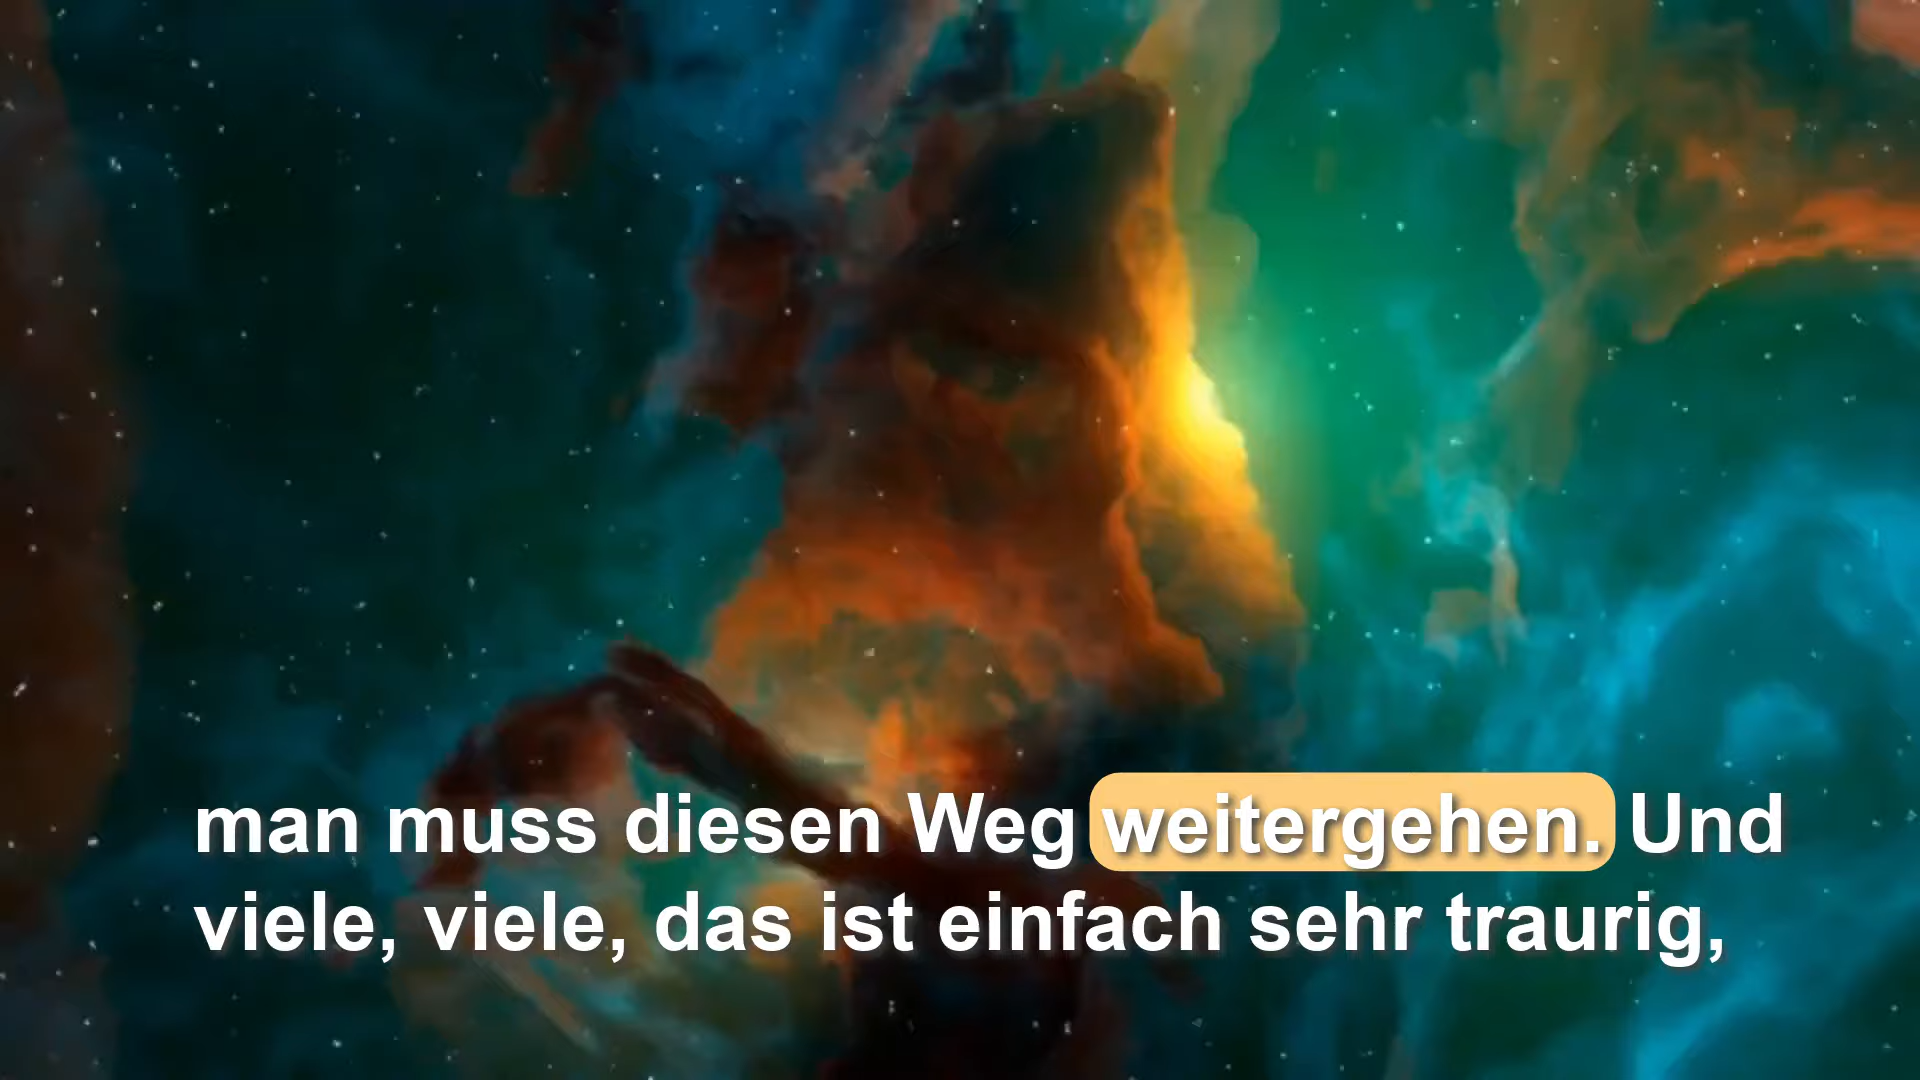 man muss diesen Weg weitergehen. Und
viele, viele, das ist einfach sehr traurig,